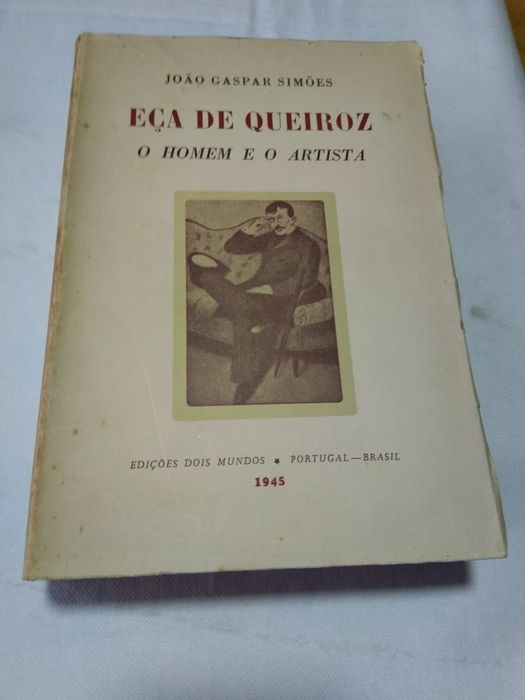 JOÃO GASPAR SIMÕES
EÇA DE QUEIROZ
O HOMEM E O ARTISTA
EDIÇÕES DOIS MUNDOS ★ PORTUGAL—BRASIL
1945